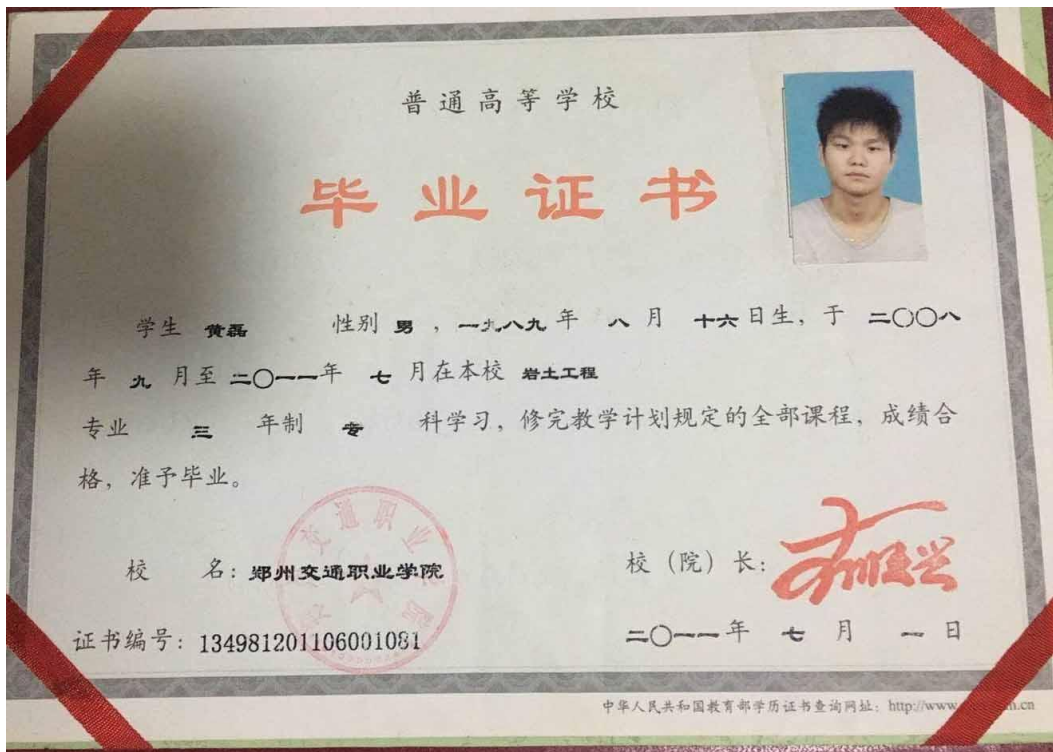 普通高等学校
毕业证书
学生 黄磊 性别 男 ，一九八九 年 八 月 十六 日生，于 二〇〇八
年 九 月至 二〇一一 年 七 月在本校 岩土工程
专业 三 年制 专 科学习，修完教学计划规定的全部课程，成绩合
格，准予毕业。
交通职业
校 名：郑州交通职业学院
校（院）长：
证书编号：134981201106001081
二〇一一 年 七 月 一 日
中华人民共和国教育部学历证书查询网址：http://www